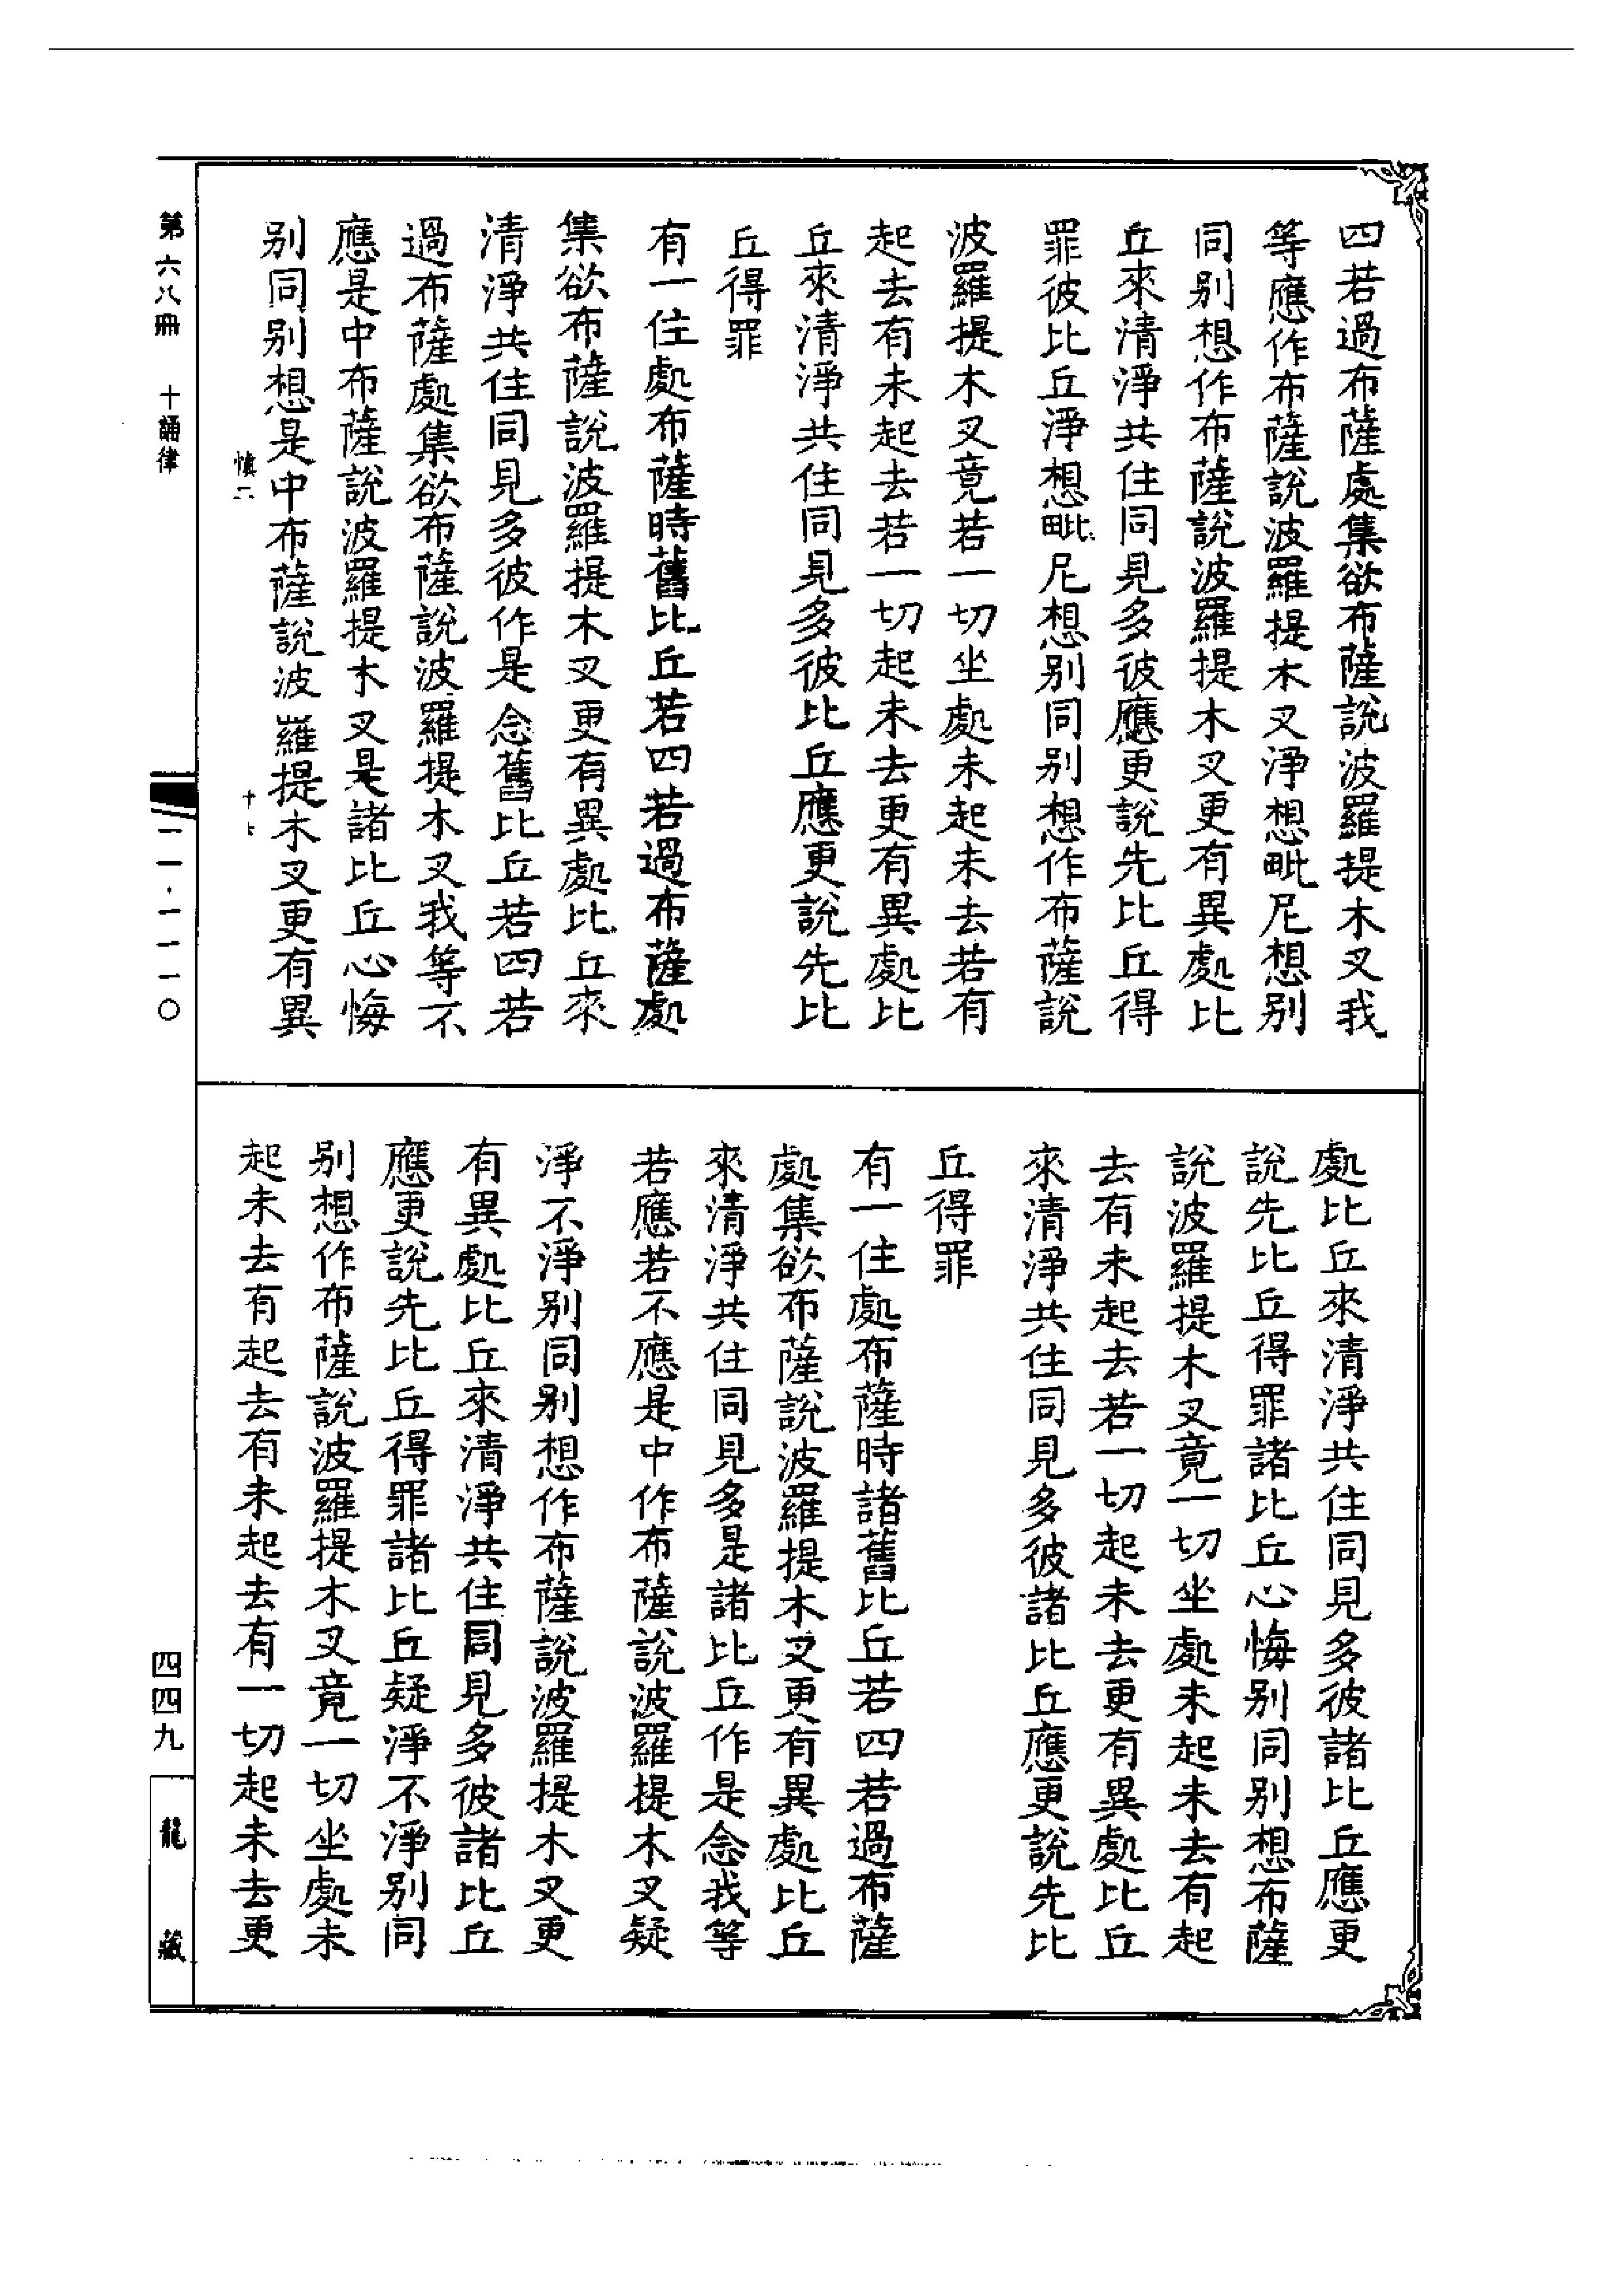 四若過布薩處集欲布薩說波羅提木叉我
等應作布薩說波羅提木叉淨想毗尼想別
同別想作布薩說波羅提木叉更有異處比
丘來清淨共住同見多彼應更說先比丘得
罪彼比丘淨想毗尼想別同別想作布薩說
波羅提木叉竟若一切坐處未起未去若有
起去有未起去若一切起未去更有異處比
丘來清淨共住同見多彼比丘應更說先比
丘得罪
有一住處布薩時舊比丘若四若過布薩處
集欲布薩說波羅提木叉更有異處比丘來
清淨共住同見多彼作是念舊比丘若四若
過布薩處集欲布薩說波羅提木叉我等不
應是中布薩說波羅提木叉是諸比丘心悔
別同別想是中布薩說波羅提木叉更有異
慎二
十七
處比丘來清淨共住同見多彼諸比丘應更
說先比丘得罪諸比丘心悔別同別想布薩
說波羅提木叉竟一切坐處未起未去有起
去有未起去若一切起未去更有異處比丘
來清淨共住同見多彼諸比丘應更說先比
丘得罪
有一住處布薩時諸舊比丘若四若過布薩
處集欲布薩說波羅提木叉更有異處比丘
來清淨共住同見多是諸比丘作是念我等
若應若不應是中作布薩說波羅提木叉疑
淨不淨別同別想作布薩說波羅提木叉更
有異處比丘來清淨共住同見多彼諸比丘
應更說先比丘得罪諸比丘疑淨不淨別同
別想作布薩說波羅提木叉竟一切坐處未
起未去有起去有未起去有一切起未去更
第六八冊 十誦律
一一·一一一〇
四四九
龍藏